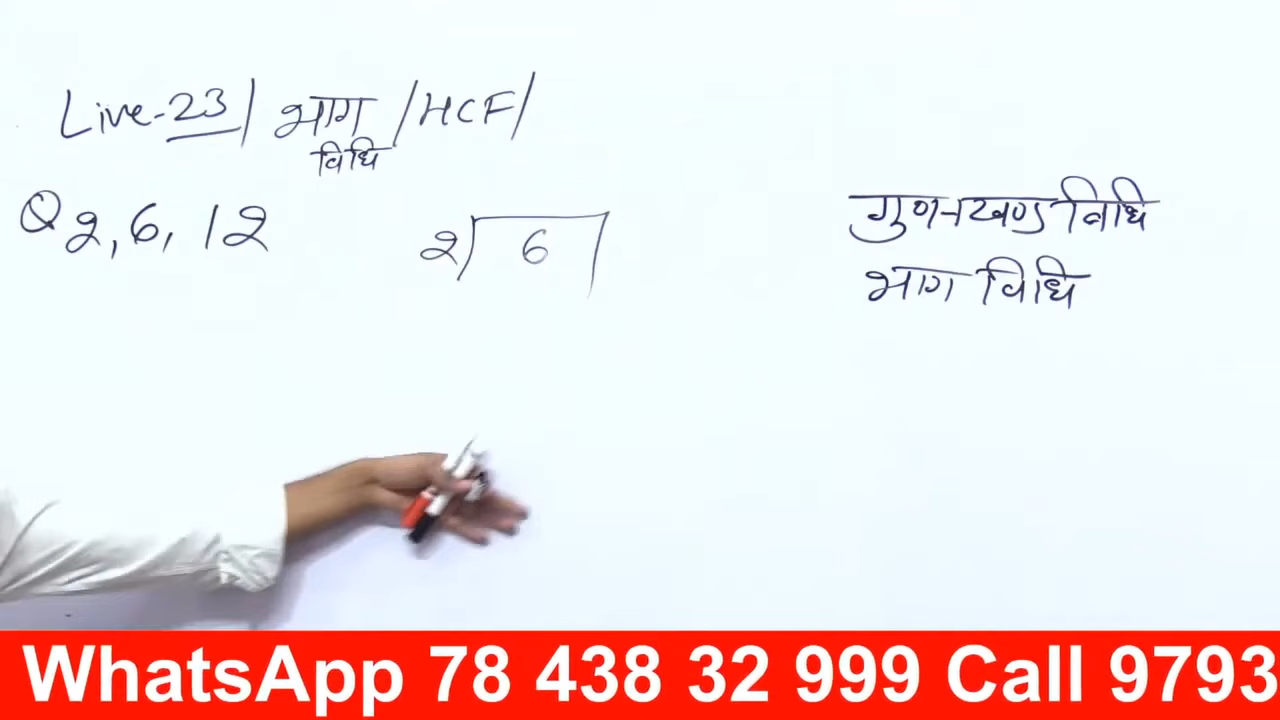 Live-23/ भाग /HCF/
विधि
Q 2, 6, 12
2) 6
गुणनखण्ड विधि
भाग विधि
WhatsApp 78 438 32 999 Call 9793